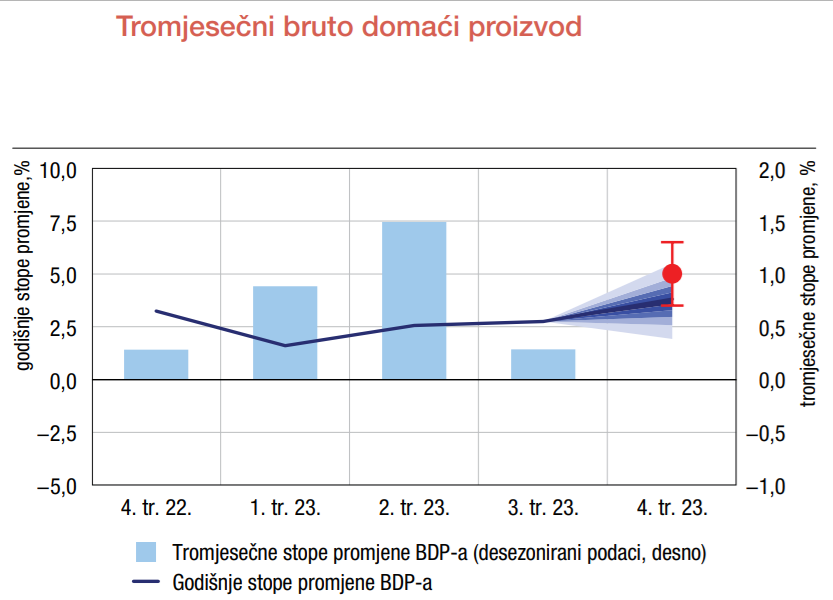 Tromjesečni bruto domaći proizvod
godišnje stope promjene,%
10,0
7,5
5,0
2,5
0,0
–2,5
–5,0
2,0
1,5
1,0
0,5
0,0
–0,5
–1,0
tromjesečne stope promjene, %
4. tr. 22.
1. tr. 23.
2. tr. 23.
3. tr. 23.
4. tr. 23.
Tromjesečne stope promjene BDP-a (desezonirani podaci, desno)
Godišnje stope promjene BDP-a